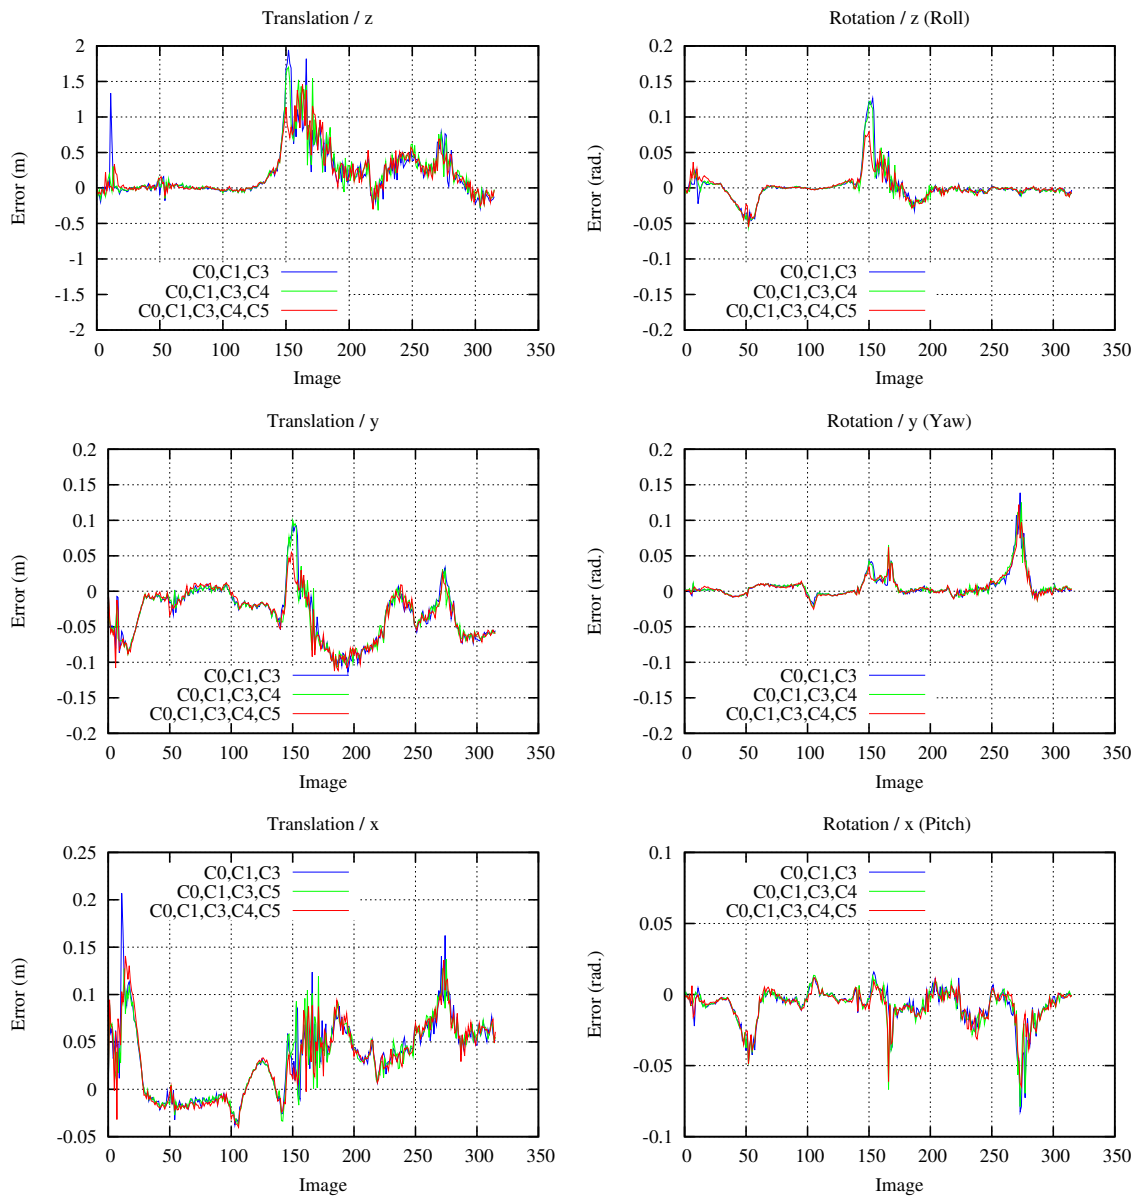 Translation / z
2
1.5
1
0.5
0
-0.5
-1
-1.5
-2
0 50 100 150 200 250 300 350
Error (m)
Image
C0,C1,C3
C0,C1,C3,C4
C0,C1,C3,C4,C5
Rotation / z (Roll)
0.2
0.15
0.1
0.05
0
-0.05
-0.1
-0.15
-0.2
0 50 100 150 200 250 300 350
Error (rad.)
Image
C0,C1,C3
C0,C1,C3,C4
C0,C1,C3,C4,C5
Translation / y
0.2
0.15
0.1
0.05
0
-0.05
-0.1
-0.15
-0.2
0 50 100 150 200 250 300 350
Error (m)
Image
C0,C1,C3
C0,C1,C3,C4
C0,C1,C3,C4,C5
Rotation / y (Yaw)
0.2
0.15
0.1
0.05
0
-0.05
-0.1
-0.15
-0.2
0 50 100 150 200 250 300 350
Error (rad.)
Image
C0,C1,C3
C0,C1,C3,C4
C0,C1,C3,C4,C5
Translation / x
0.25
0.2
0.15
0.1
0.05
0
-0.05
0 50 100 150 200 250 300 350
Error (m)
Image
C0,C1,C3
C0,C1,C3,C5
C0,C1,C3,C4,C5
Rotation / x (Pitch)
0.1
0.05
0
-0.05
-0.1
0 50 100 150 200 250 300 350
Error (rad.)
Image
C0,C1,C3
C0,C1,C3,C4
C0,C1,C3,C4,C5